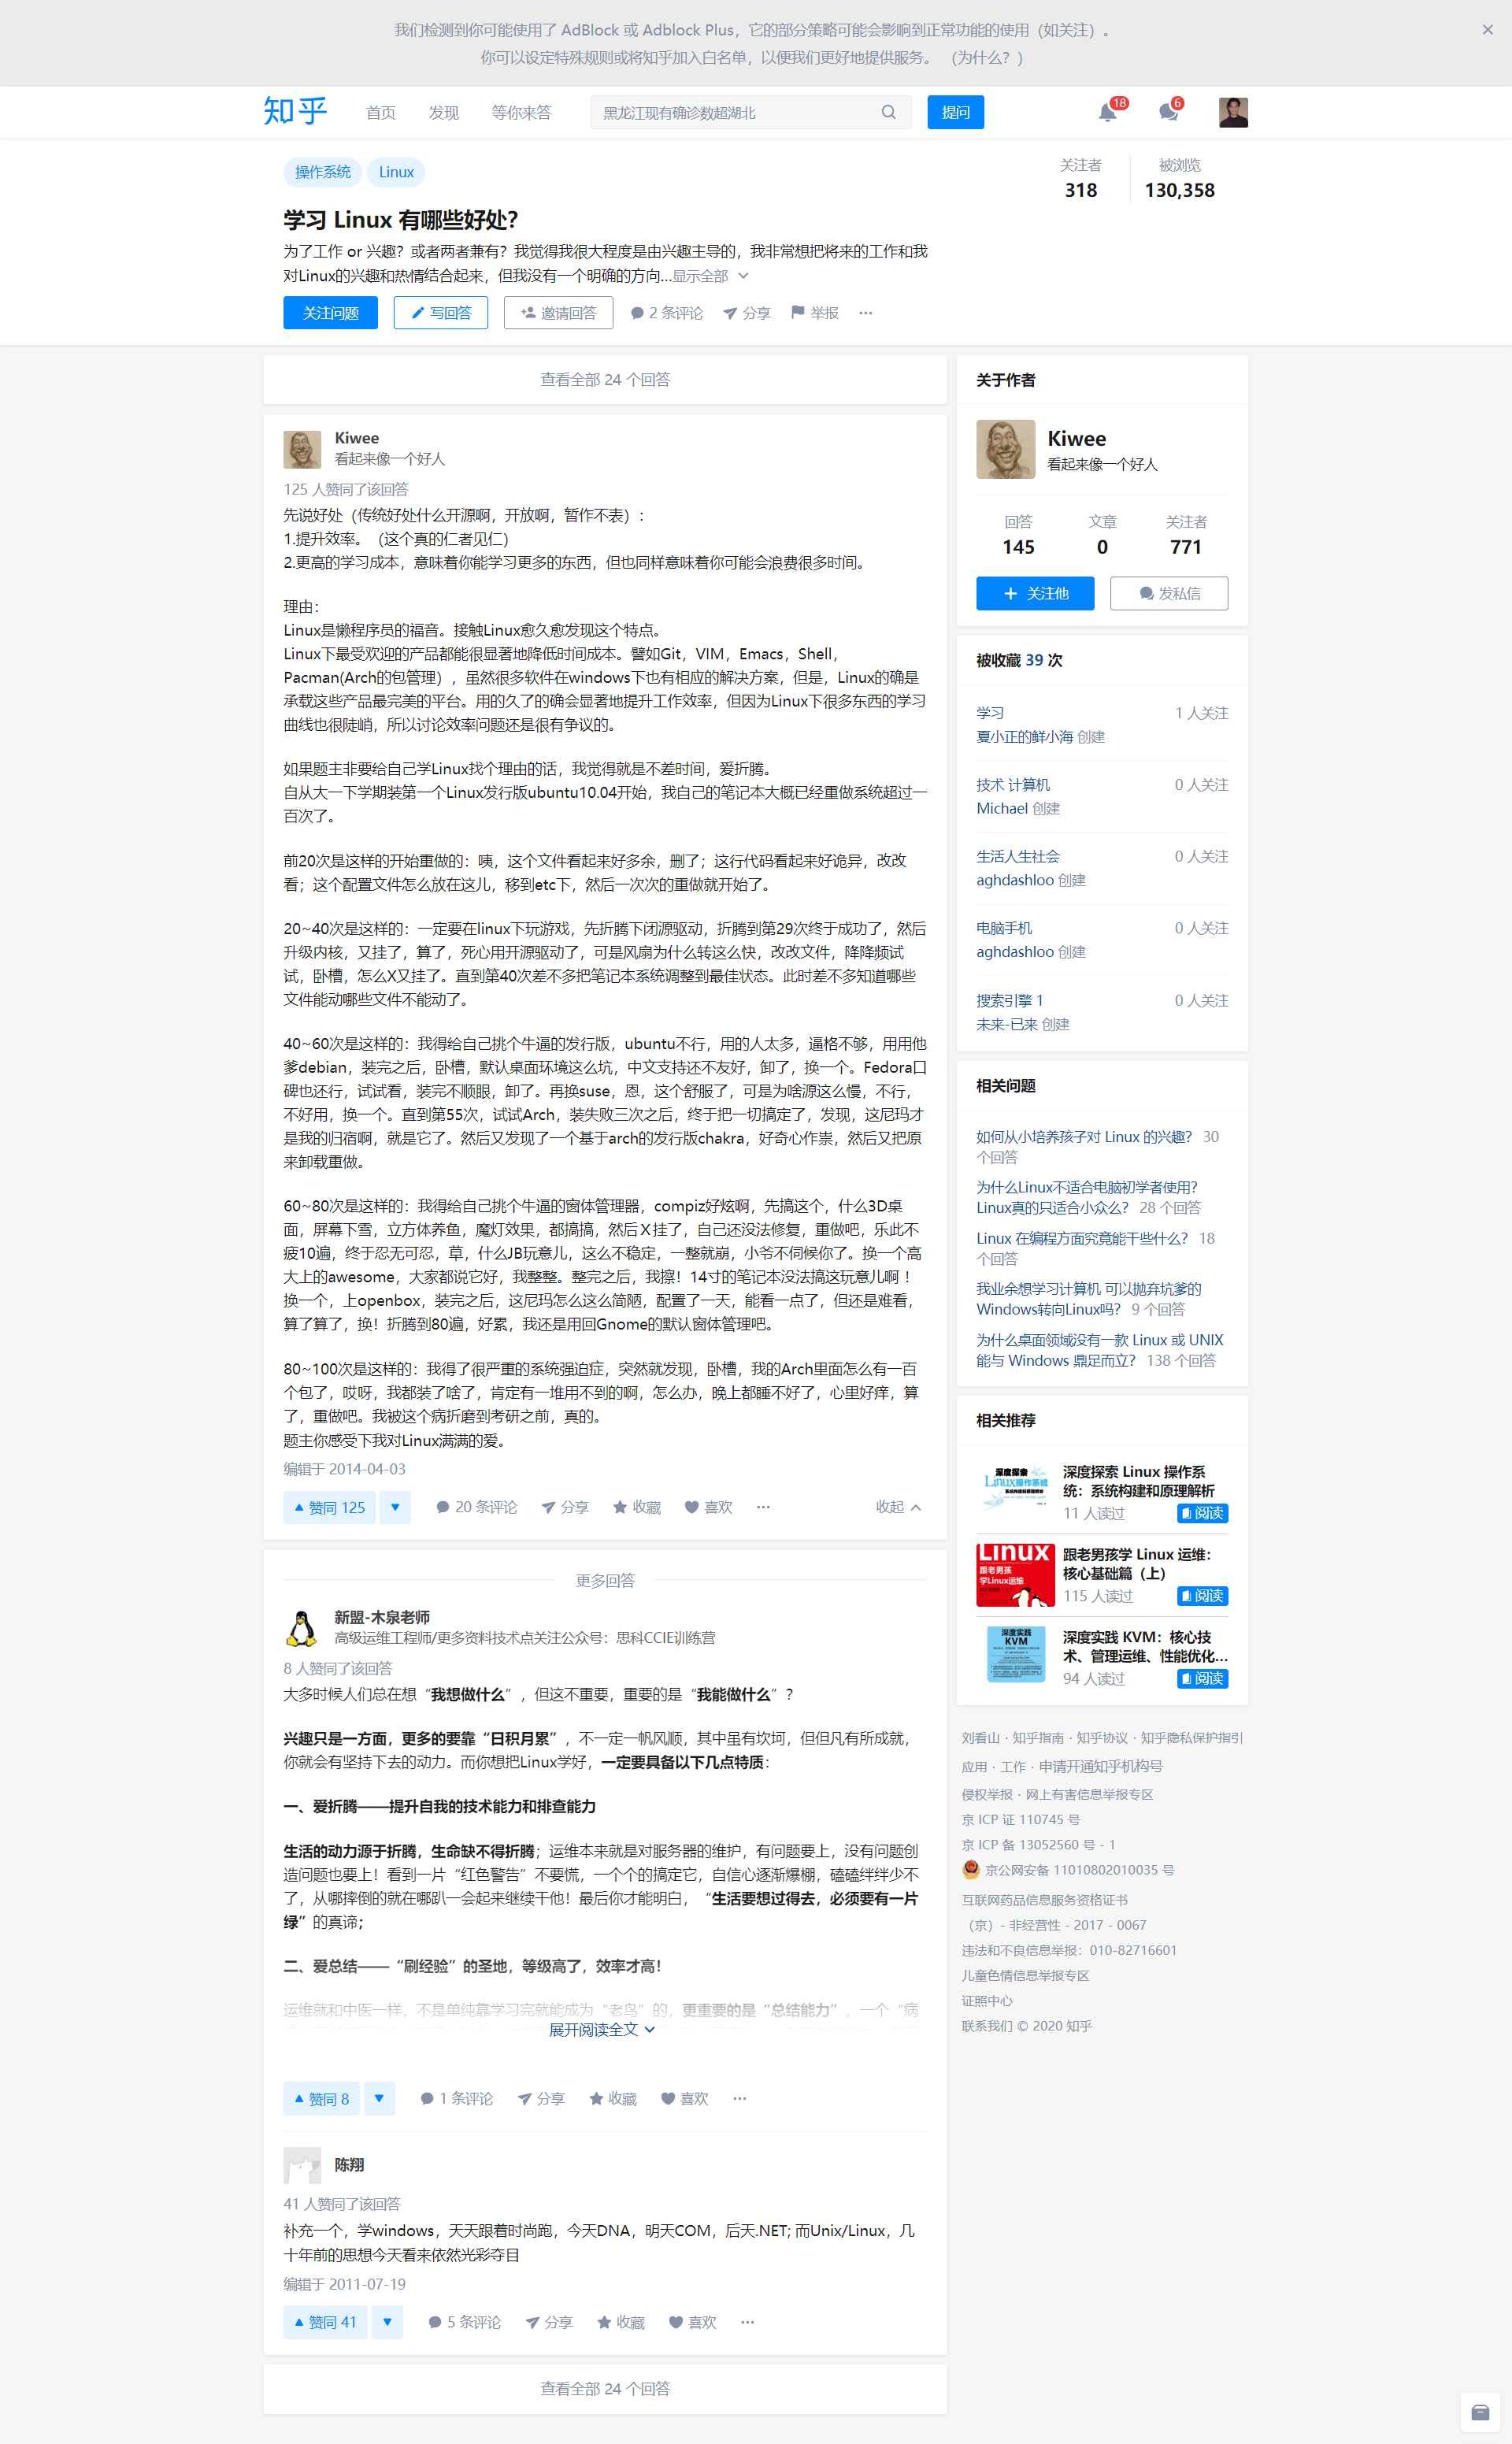 我们检测到你可能使用了 AdBlock 或 Adblock Plus，它的部分策略可能会影响到正常功能的使用（如关注）。
你可以设定特殊规则或将知乎加入白名单，以便我们更好地提供服务。 （为什么？）
知乎
首页
发现
等你来答
黑龙江现有确诊数超湖北
提问
18
6
操作系统
Linux
关注者
318
被浏览
130,358
学习 Linux 有哪些好处？
为了工作 or 兴趣？或者两者兼有？我觉得我很大程度是由兴趣主导的，我非常想把将来的工作和我
对Linux的兴趣和热情结合起来，但我没有一个明确的方向...显示全部
关注问题
写回答
邀请回答
2 条评论
分享
举报
查看全部 24 个回答
Kiwee
看起来像一个好人
125 人赞同了该回答
先说好处（传统好处什么开源啊，开放啊，暂作不表）：
1.提升效率。（这个真的仁者见仁）
2.更高的学习成本，意味着你能学习更多的东西，但也同样意味着你可能会浪费很多时间。
理由：
Linux是懒程序员的福音。接触Linux愈久愈发现这个特点。
Linux下最受欢迎的产品都能很显著地降低时间成本。譬如Git，VIM，Emacs，Shell，
Pacman(Arch的包管理），虽然很多软件在windows下也有相应的解决方案，但是，Linux的确是
承载这些产品最完美的平台。用的久了的确会显著地提升工作效率，但因为Linux下很多东西的学习
曲线也很陡峭，所以讨论效率问题还是很有争议的。
如果题主非要给自己学Linux找个理由的话，我觉得就是不差时间，爱折腾。
自从大一下学期装第一个Linux发行版ubuntu10.04开始，我自己的笔记本大概已经重做系统超过一
百次了。
前20次是这样的开始重做的：咦，这个文件看起来好多余，删了；这行代码看起来好诡异，改改
看；这个配置文件怎么放在这儿，移到etc下，然后一次次的重做就开始了。
20~40次是这样的：一定要在linux下玩游戏，先折腾下闭源驱动，折腾到第29次终于成功了，然后
升级内核，又挂了，算了，死心用开源驱动了，可是风扇为什么转这么快，改改文件，降降频试
试，卧槽，怎么X又挂了。直到第40次差不多把笔记本系统调整到最佳状态。此时差不多知道哪些
文件能动哪些文件不能动了。
40~60次是这样的：我得给自己挑个牛逼的发行版，ubuntu不行，用的人太多，逼格不够，用用他
爹debian，装完之后，卧槽，默认桌面环境这么坑，中文支持还不友好，卸了，换一个。Fedora口
碑也还行，试试看，装完不顺眼，卸了。再换suse，恩，这个舒服了，可是为啥源这么慢，不行，
不好用，换一个。直到第55次，试试Arch，装失败三次之后，终于把一切搞定了，发现，这尼玛才
是我的归宿啊，就是它了。然后又发现了一个基于arch的发行版chakra，好奇心作祟，然后又把原
来卸载重做。
60~80次是这样的：我得给自己挑个牛逼的窗体管理器，compiz好炫啊，先搞这个，什么3D桌
面，屏幕下雪，立方体养鱼，魔灯效果，都搞搞，然后Ｘ挂了，自己还没法修复，重做吧，乐此不
疲10遍，终于忍无可忍，草，什么JB玩意儿，这么不稳定，一整就崩，小爷不伺候你了。换一个高
大上的awesome，大家都说它好，我整整。整完之后，我擦！14寸的笔记本没法搞这玩意儿啊！
换一个，上openbox，装完之后，这尼玛怎么这么简陋，配置了一天，能看一点了，但还是难看，
算了算了，换！折腾到80遍，好累，我还是用回Gnome的默认窗体管理吧。
80~100次是这样的：我得了很严重的系统强迫症，突然就发现，卧槽，我的Arch里面怎么有一百
个包了，哎呀，我都装了啥了，肯定有一堆用不到的啊，怎么办，晚上都睡不好了，心里好痒，算
了，重做吧。我被这个病折磨到考研之前，真的。
题主你感受下我对Linux满满的爱。
编辑于 2014-04-03
赞同 125
20 条评论
分享
收藏
喜欢
收起
更多回答
新盟-木泉老师
高级运维工程师/更多资料技术点关注公众号：思科CCIE训练营
8 人赞同了该回答
大多时候人们总在想“我想做什么”，但这不重要，重要的是“我能做什么”？
兴趣只是一方面，更多的要靠“日积月累”，不一定一帆风顺，其中虽有坎坷，但但凡有所成就，
你就会有坚持下去的动力。而你想把Linux学好，一定要具备以下几点特质：
一、爱折腾——提升自我的技术能力和排查能力
生活的动力源于折腾，生命缺不得折腾；运维本来就是对服务器的维护，有问题要上，没有问题创
造问题也要上！看到一片“红色警告”不要慌，一个个的搞定它，自信心逐渐爆棚，磕磕绊绊少不
了，从哪摔倒的就在哪趴一会起来继续干他！最后你才能明白，“生活要想过得去，必须要有一片
绿”的真谛；
二、爱总结——“刷经验”的圣地，等级高了，效率才高！
运维就和中医一样，不是单纯靠学习完就能成为“老鸟”的，更重要的是“总结能力”，一个“病
展开阅读全文
赞同 8
1 条评论
分享
收藏
喜欢
陈翔
41 人赞同了该回答
补充一个，学windows，天天跟着时尚跑，今天DNA，明天COM，后天.NET; 而Unix/Linux，几
十年前的思想今天看来依然光彩夺目
编辑于 2011-07-19
赞同 41
5 条评论
分享
收藏
喜欢
查看全部 24 个回答
关于作者
Kiwee
看起来像一个好人
回答
145
文章
0
关注者
771
关注他
发私信
被收藏 39 次
学习
1 人关注
夏小正的鲜小海 创建
技术 计算机
0 人关注
Michael 创建
生活人生社会
0 人关注
aghdashloo 创建
电脑手机
0 人关注
aghdashloo 创建
搜索引擎 1
0 人关注
未来-已来 创建
相关问题
如何从小培养孩子对 Linux 的兴趣？ 30
个回答
为什么Linux不适合电脑初学者使用？
Linux真的只适合小众么？ 28 个回答
Linux 在编程方面究竟能干些什么？ 18
个回答
我业余想学习计算机 可以抛弃坑爹的
Windows转向Linux吗？ 9 个回答
为什么桌面领域没有一款 Linux 或 UNIX
能与 Windows 鼎足而立？ 138 个回答
相关推荐
深度探索
Linux操作系统
系统构建和原理解析
深度探索 Linux 操作系
统：系统构建和原理解析
11 人读过
阅读
Linux
跟老男孩
学Linux运维
跟老男孩学 Linux 运维：
核心基础篇（上）
115 人读过
阅读
深度实践
KVM
深度实践 KVM：核心技
术、管理运维、性能优化...
94 人读过
阅读
刘看山 · 知乎指南 · 知乎协议 · 知乎隐私保护指引
应用 · 工作 · 申请开通知乎机构号
侵权举报 · 网上有害信息举报专区
京 ICP 证 110745 号
京 ICP 备 13052560 号 - 1
京公网安备 11010802010035 号
互联网药品信息服务资格证书
（京）- 非经营性 - 2017 - 0067
违法和不良信息举报：010-82716601
儿童色情信息举报专区
证照中心
联系我们 © 2020 知乎